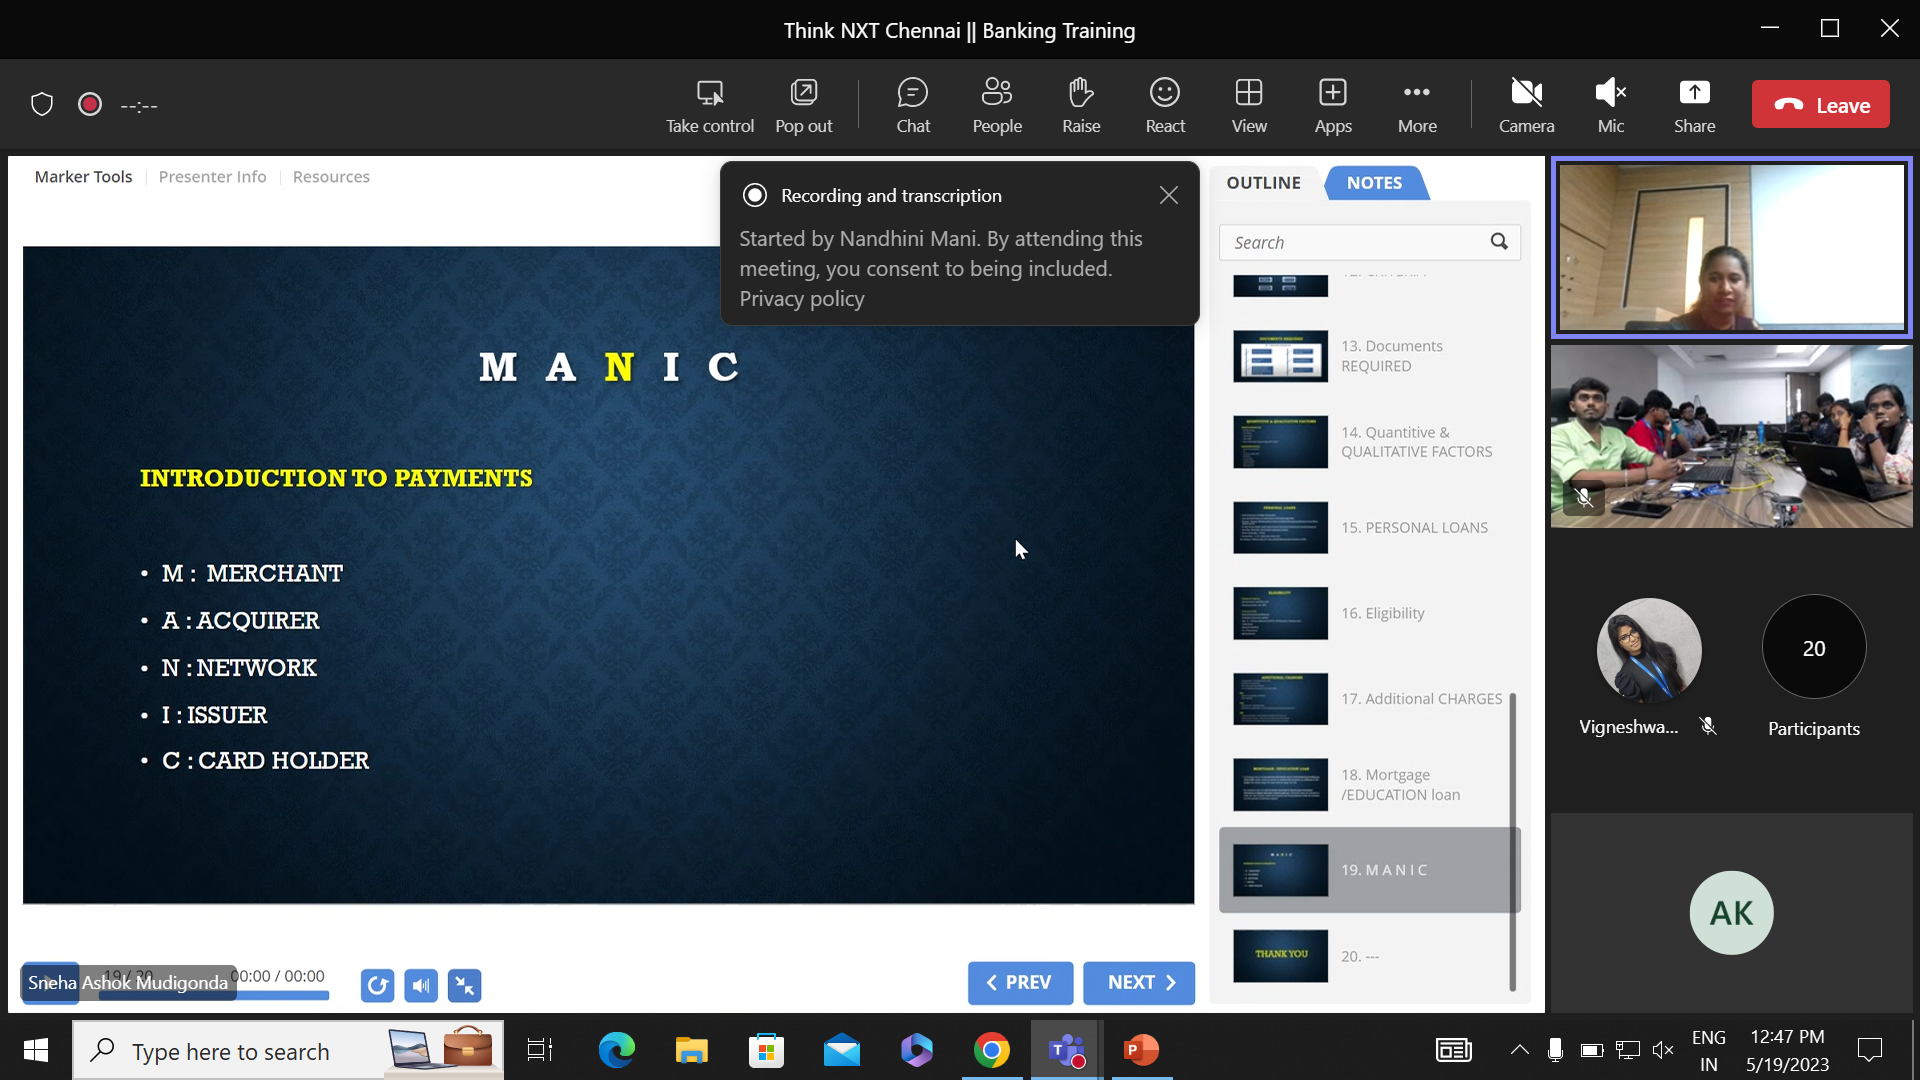 Think NXT Chennai || Banking Training
--:--
Take control
Pop out
Chat
People
Raise
React
View
Apps
More
Camera
Mic
Share
Leave
Marker Tools
Presenter Info
Resources
Recording and transcription
Started by Nandhini Mani. By attending this
meeting, you consent to being included.
Privacy policy
M A N I C
INTRODUCTION TO PAYMENTS
• M : MERCHANT
• A : ACQUIRER
• N : NETWORK
• I : ISSUER
• C : CARD HOLDER
Sneha Ashok Mudigonda
19 / 20
00:00 / 00:00
PREV
NEXT
OUTLINE
NOTES
Search
13. Documents
REQUIRED
14. Quantitive &
QUALITATIVE FACTORS
15. PERSONAL LOANS
16. Eligibility
17. Additional CHARGES
18. Mortgage
/EDUCATION loan
19. M A N I C
THANK YOU
20. ---
Vigneshwa...
20
Participants
AK
Type here to search
ENG
IN
12:47 PM
5/19/2023